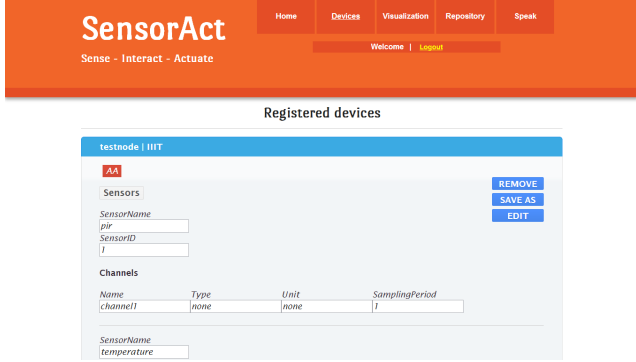 SensorAct
Sense - Interact - Actuate
Home Devices Visualization Repository Speak
Welcome | Logout
Registered devices
testnode | IIIT
AA
Sensors
REMOVE
SAVE AS
EDIT
SensorName
pir
SensorID
1
Channels
Name Type Unit SamplingPeriod
channel1 none none 1
SensorName
temperature